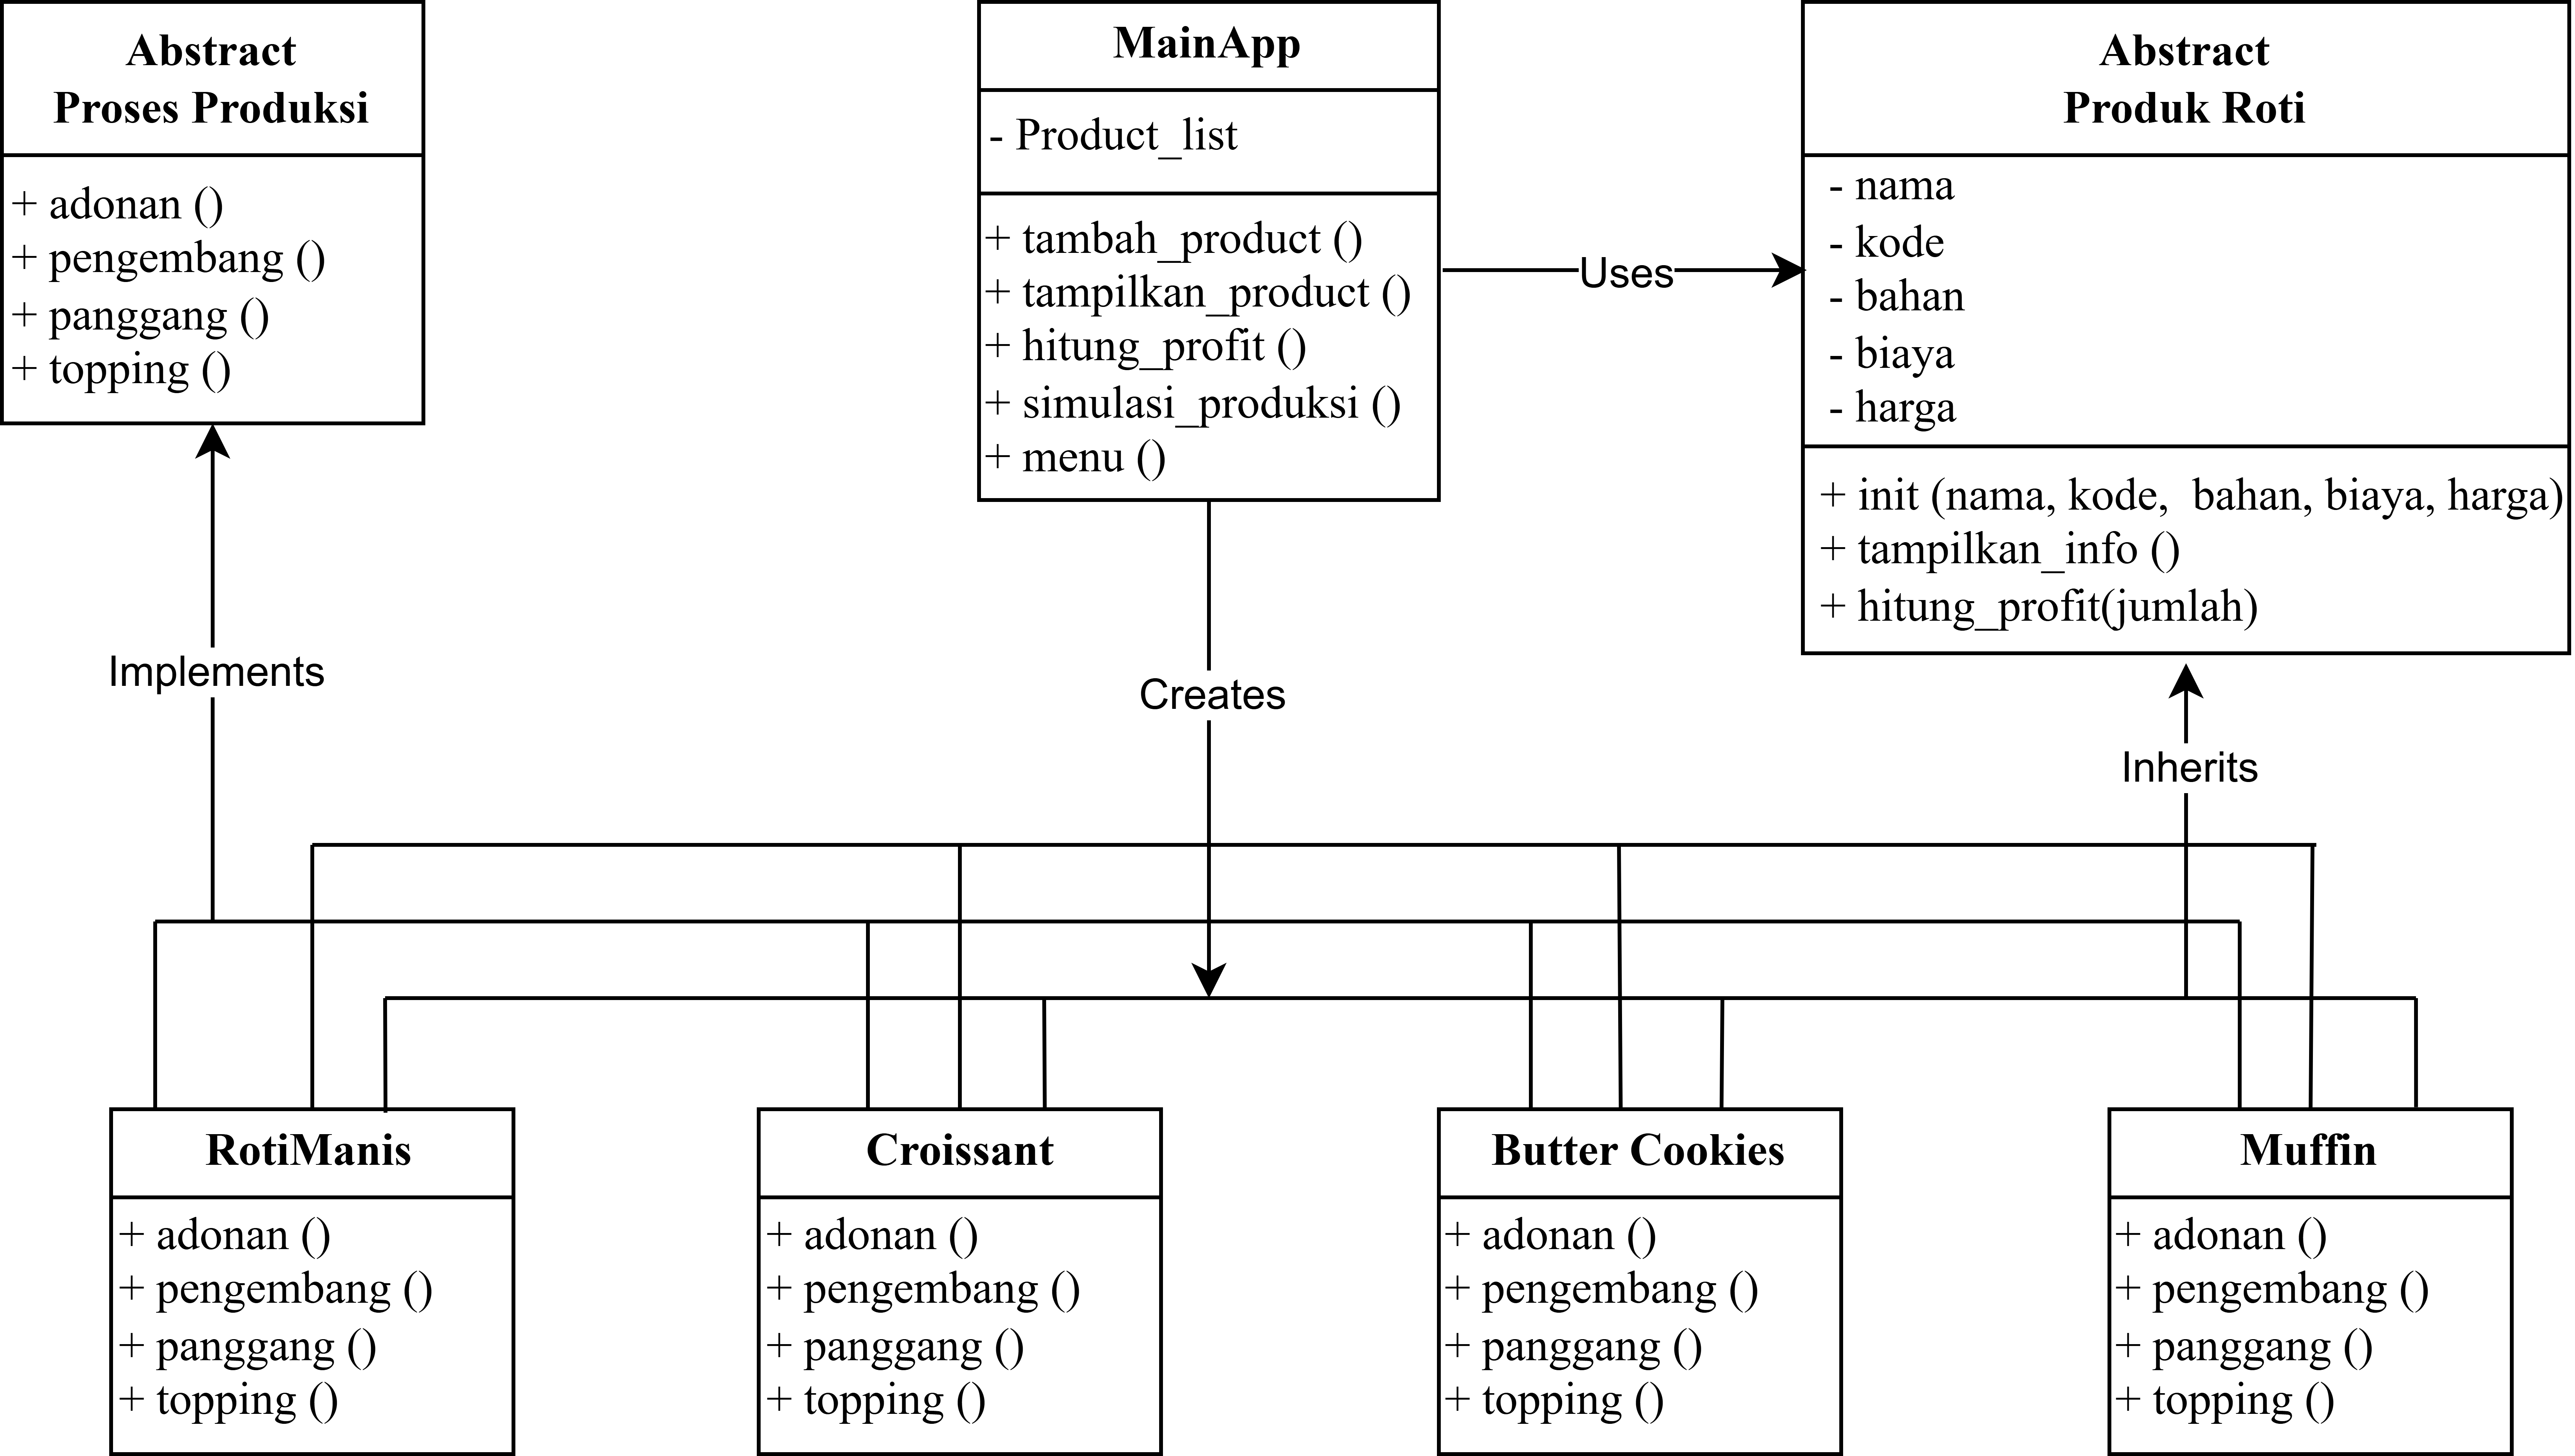 Abstract
Proses Produksi
+ adonan ()
+ pengembang ()
+ panggang ()
+ topping ()
MainApp
- Product_list
+ tambah_product ()
+ tampilkan_product ()
+ hitung_profit ()
+ simulasi_produksi ()
+ menu ()
Uses
Abstract
Produk Roti
- nama
- kode
- bahan
- biaya
- harga
+ init (nama, kode,  bahan, biaya, harga)
+ tampilkan_info ()
+ hitung_profit(jumlah)
Implements
Creates
Inherits
RotiManis
+ adonan ()
+ pengembang ()
+ panggang ()
+ topping ()
Croissant
+ adonan ()
+ pengembang ()
+ panggang ()
+ topping ()
Butter Cookies
+ adonan ()
+ pengembang ()
+ panggang ()
+ topping ()
Muffin
+ adonan ()
+ pengembang ()
+ panggang ()
+ topping ()